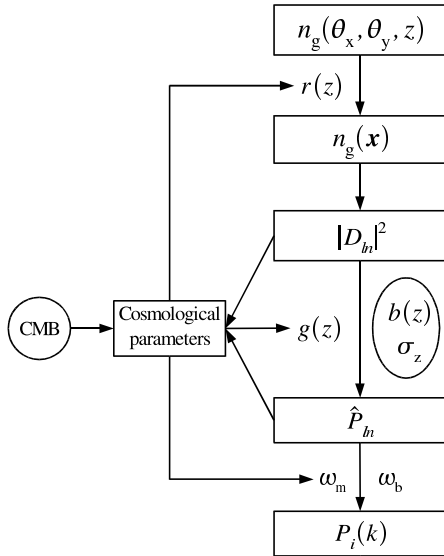 n_g(θ_x, θ_y, z)
r(z)
n_g(x)
|D_ln|²
CMB
Cosmological
parameters
g(z)
b(z)
σ_z
P̂_ln
ω_m ω_b
P_i(k)